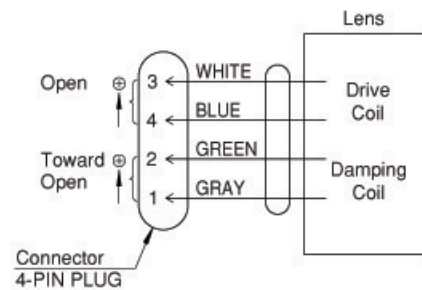 Lens
Open ⊕ 3 WHITE
Drive
Coil
4 BLUE
Toward ⊕ 2 GREEN
Open
Damping
Coil
1 GRAY
Connector
4-PIN PLUG